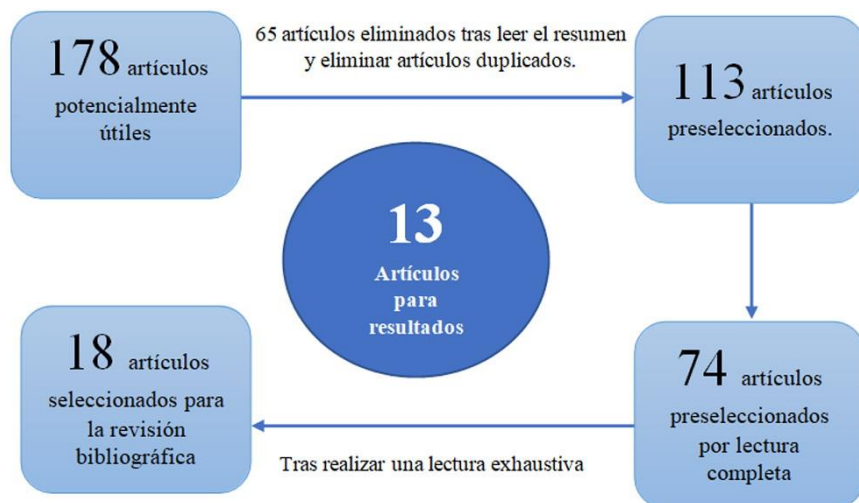 178 artículos
potencialmente
útiles
65 artículos eliminados tras leer el resumen
y eliminar artículos duplicados.
113 artículos
preseleccionados.
13
Artículos
para
resultados
74 artículos
preseleccionados
por lectura
completa
Tras realizar una lectura exhaustiva
18 artículos
seleccionados para
la revisión
bibliográfica